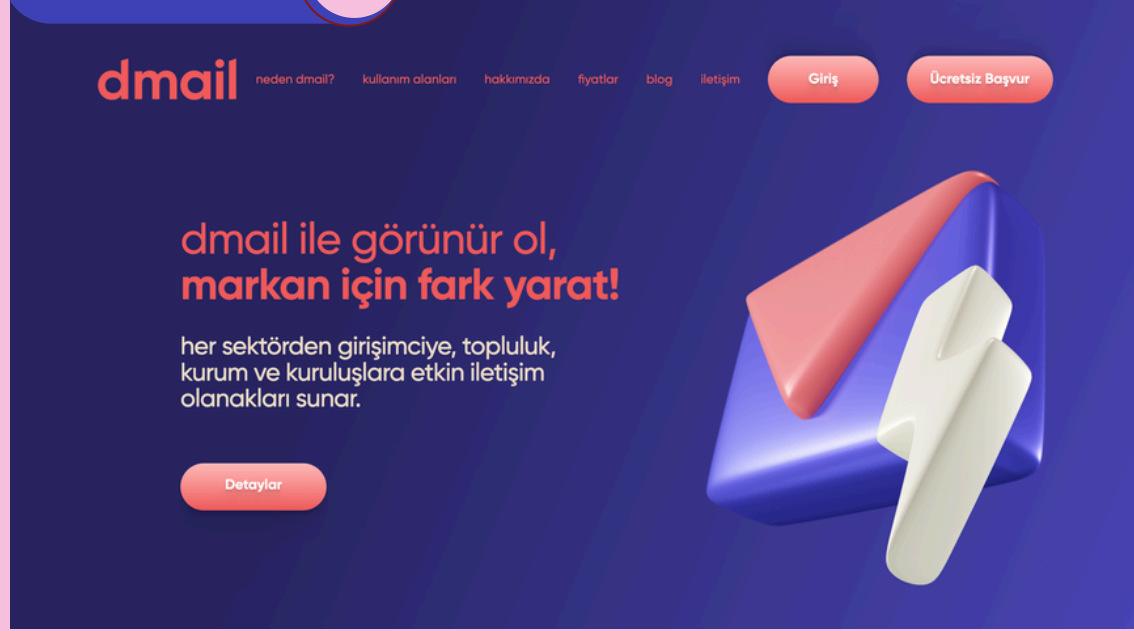 dmail
neden dmail?
kullanım alanları
hakkımızda
fiyatlar
blog
iletişim
Giriş
Ücretsiz Başvur
dmail ile görünür ol,
markan için fark yarat!
her sektörden girişimciye, topluluk,
kurum ve kuruluşlara etkin iletişim
olanakları sunar.
Detaylar